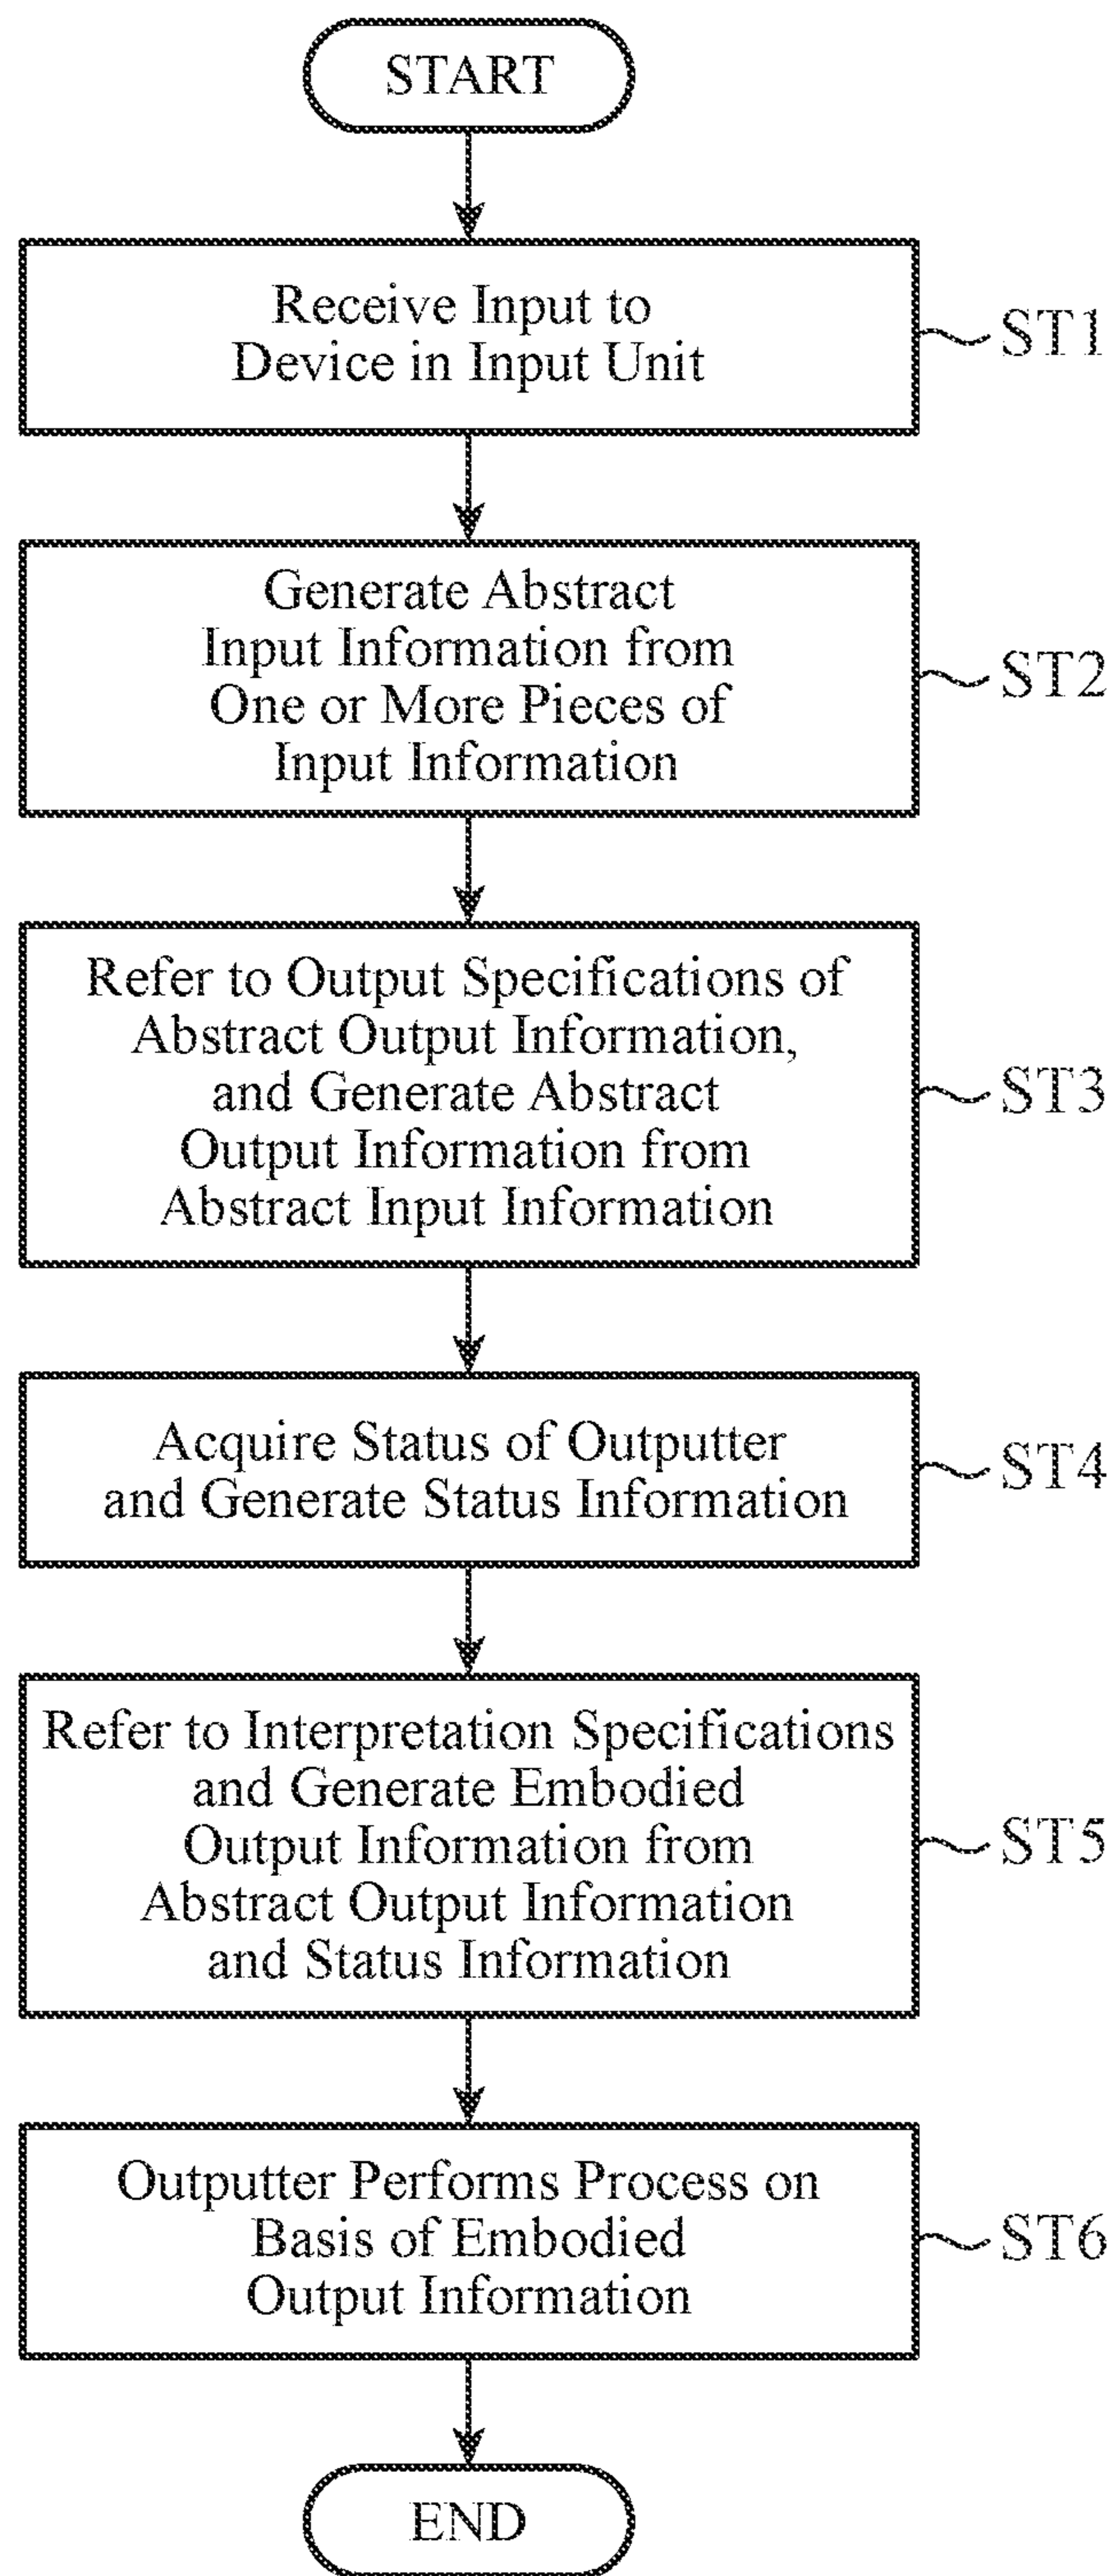 START
Receive Input to
Device in Input Unit
ST1
Generate Abstract
Input Information from
One or More Pieces of
Input Information
ST2
Refer to Output Specifications of
Abstract Output Information,
and Generate Abstract
Output Information from
Abstract Input Information
ST3
Acquire Status of Outputter
and Generate Status Information
ST4
Refer to Interpretation Specifications
and Generate Embodied
Output Information from
Abstract Output Information
and Status Information
ST5
Outputter Performs Process on
Basis of Embodied
Output Information
ST6
END